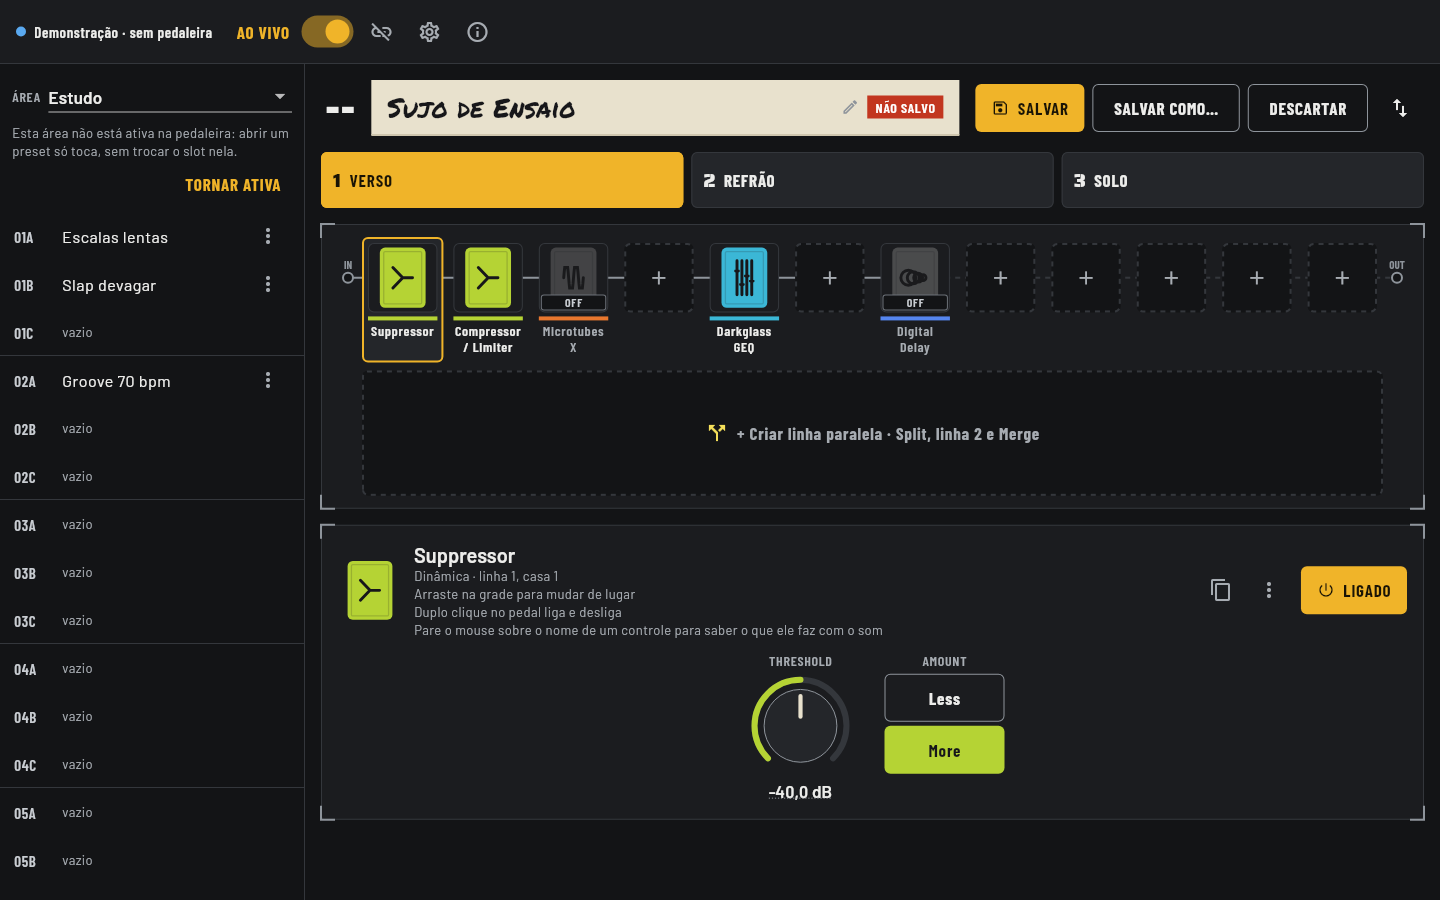 Demonstração · sem pedaleira
AO VIVO
ÁREA Estudo
Esta área não está ativa na pedaleira: abrir um
preset só toca, sem trocar o slot nela.
TORNAR ATIVA
01A Escalas lentas
01B Slap devagar
01C vazio
02A Groove 70 bpm
02B vazio
02C vazio
03A vazio
03B vazio
03C vazio
04A vazio
04B vazio
04C vazio
05A vazio
05B vazio
-- Sujo de Ensaio NÃO SALVO
SALVAR
SALVAR COMO...
DESCARTAR
1 VERSO
2 REFRÃO
3 SOLO
IN
OFF
OFF
OUT
Suppressor
Compressor
/ Limiter
Microtubes
X
Darkglass
GEQ
Digital
Delay
+ Criar linha paralela · Split, linha 2 e Merge
Suppressor
Dinâmica · linha 1, casa 1
Arraste na grade para mudar de lugar
Duplo clique no pedal liga e desliga
Pare o mouse sobre o nome de um controle para saber o que ele faz com o som
LIGADO
THRESHOLD
-40,0 dB
AMOUNT
Less
More